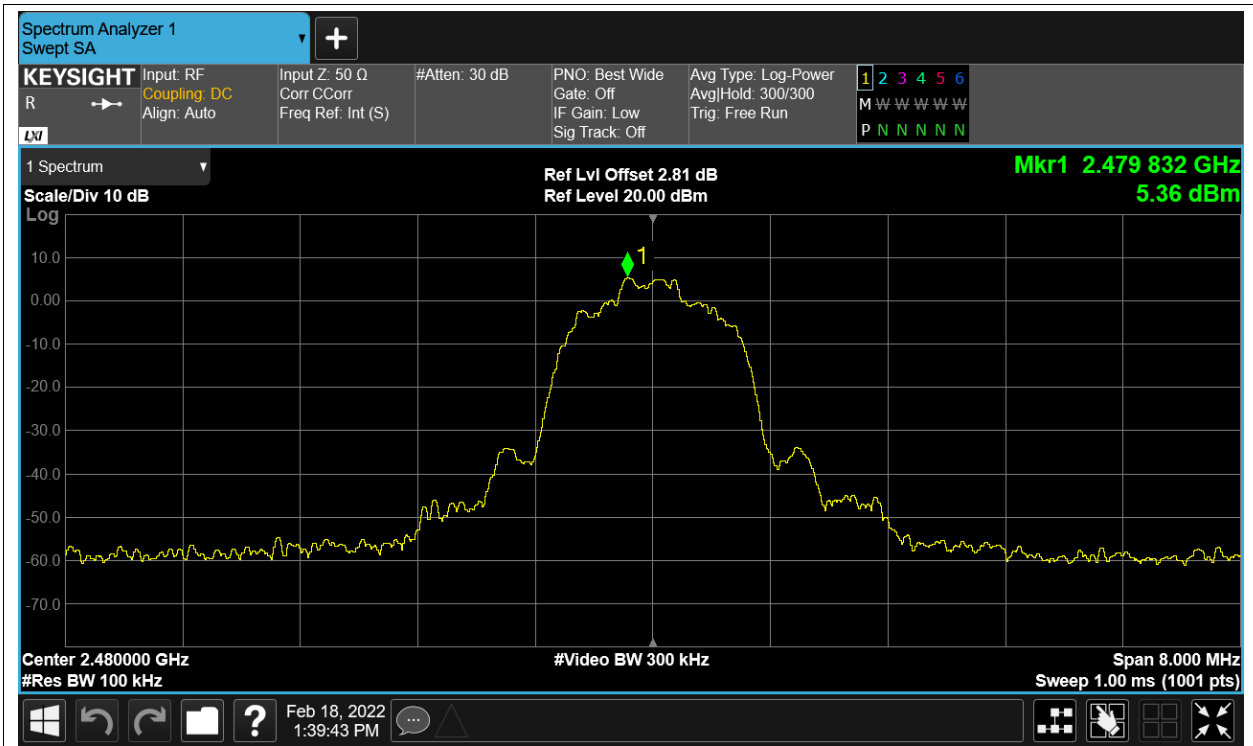 Spectrum Analyzer 1
Swept SA
+
KEYSIGHT
R
LXI
Input: RF
Coupling: DC
Align: Auto
Input Z: 50 Ω
Corr CCorr
Freq Ref: Int (S)
#Atten: 30 dB
PNO: Best Wide
Gate: Off
IF Gain: Low
Sig Track: Off
Avg Type: Log-Power
Avg|Hold: 300/300
Trig: Free Run
1 2 3 4 5 6
M W W W W W W
P N N N N N
1 Spectrum
Scale/Div 10 dB
Ref Lvl Offset 2.81 dB
Ref Level 20.00 dBm
Mkr1 2.479 832 GHz
5.36 dBm
Log
10.0
0.00
-10.0
-20.0
-30.0
-40.0
-50.0
-60.0
-70.0
1
Center 2.480000 GHz
#Res BW 100 kHz
#Video BW 300 kHz
Span 8.000 MHz
Sweep 1.00 ms (1001 pts)
?
Feb 18, 2022
1:39:43 PM